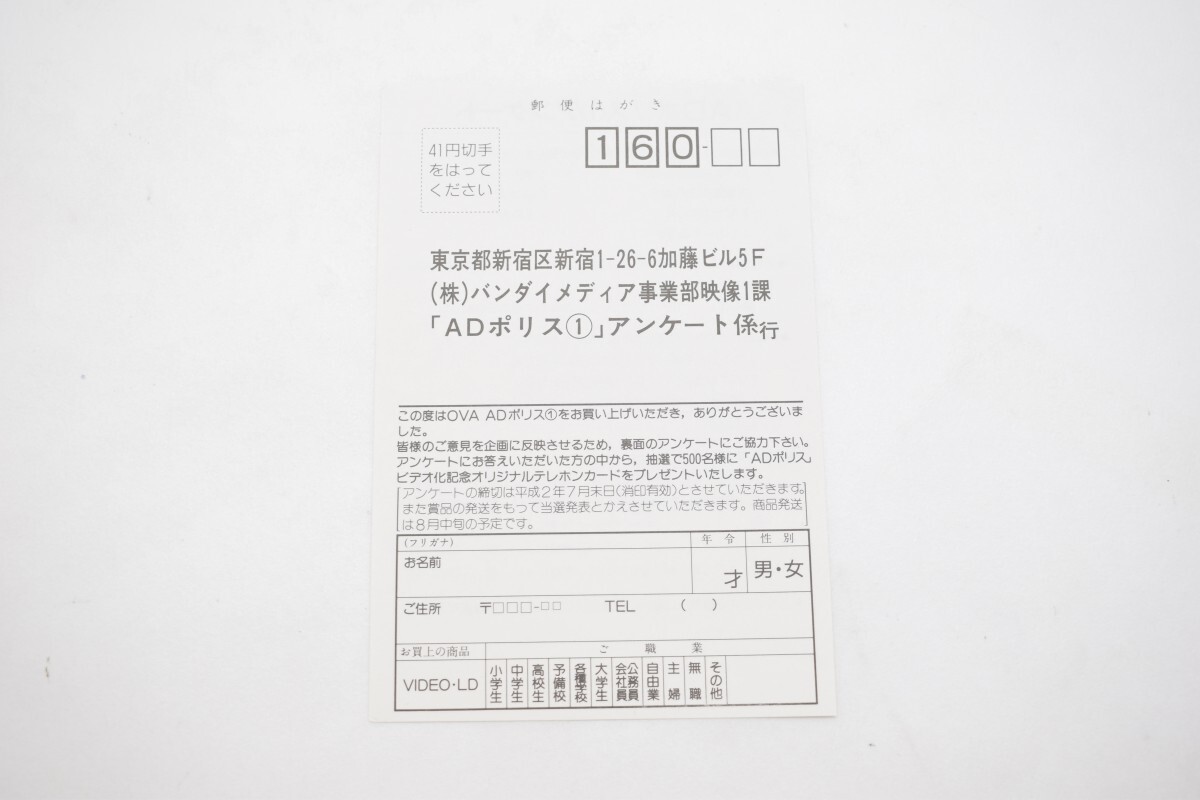 郵便はがき
41円切手
をはって
ください
160-□□
東京都新宿区新宿1-26-6加藤ビル5F
(株)バンダイメディア事業部映像1課
「ADポリス①」アンケート係行
この度はOVA ADポリス①をお買い上げいただき，ありがとうございま
した。
皆様のご意見を企画に反映させるため，裏面のアンケートにご協力下さい。
アンケートにお答えいただいた方の中から，抽選で500名様に「ADポリス」
ビデオ化記念オリジナルテレホンカードをプレゼントいたします。
アンケートの締切は平成2年7月末日(消印有効)とさせていただきます。
また賞品の発送をもって当選発表とかえさせていただきます。商品発送
は8月中旬の予定です。
(フリガナ) 年令 性別
お名前 才 男・女
ご住所 〒□□□-□□ TEL ( )
お買上の商品 ご職業
VIDEO・LD 小学生 中学生 高校生 予備校 各種学校 大学生 会社員 公務員 自由業 主婦 無職 その他